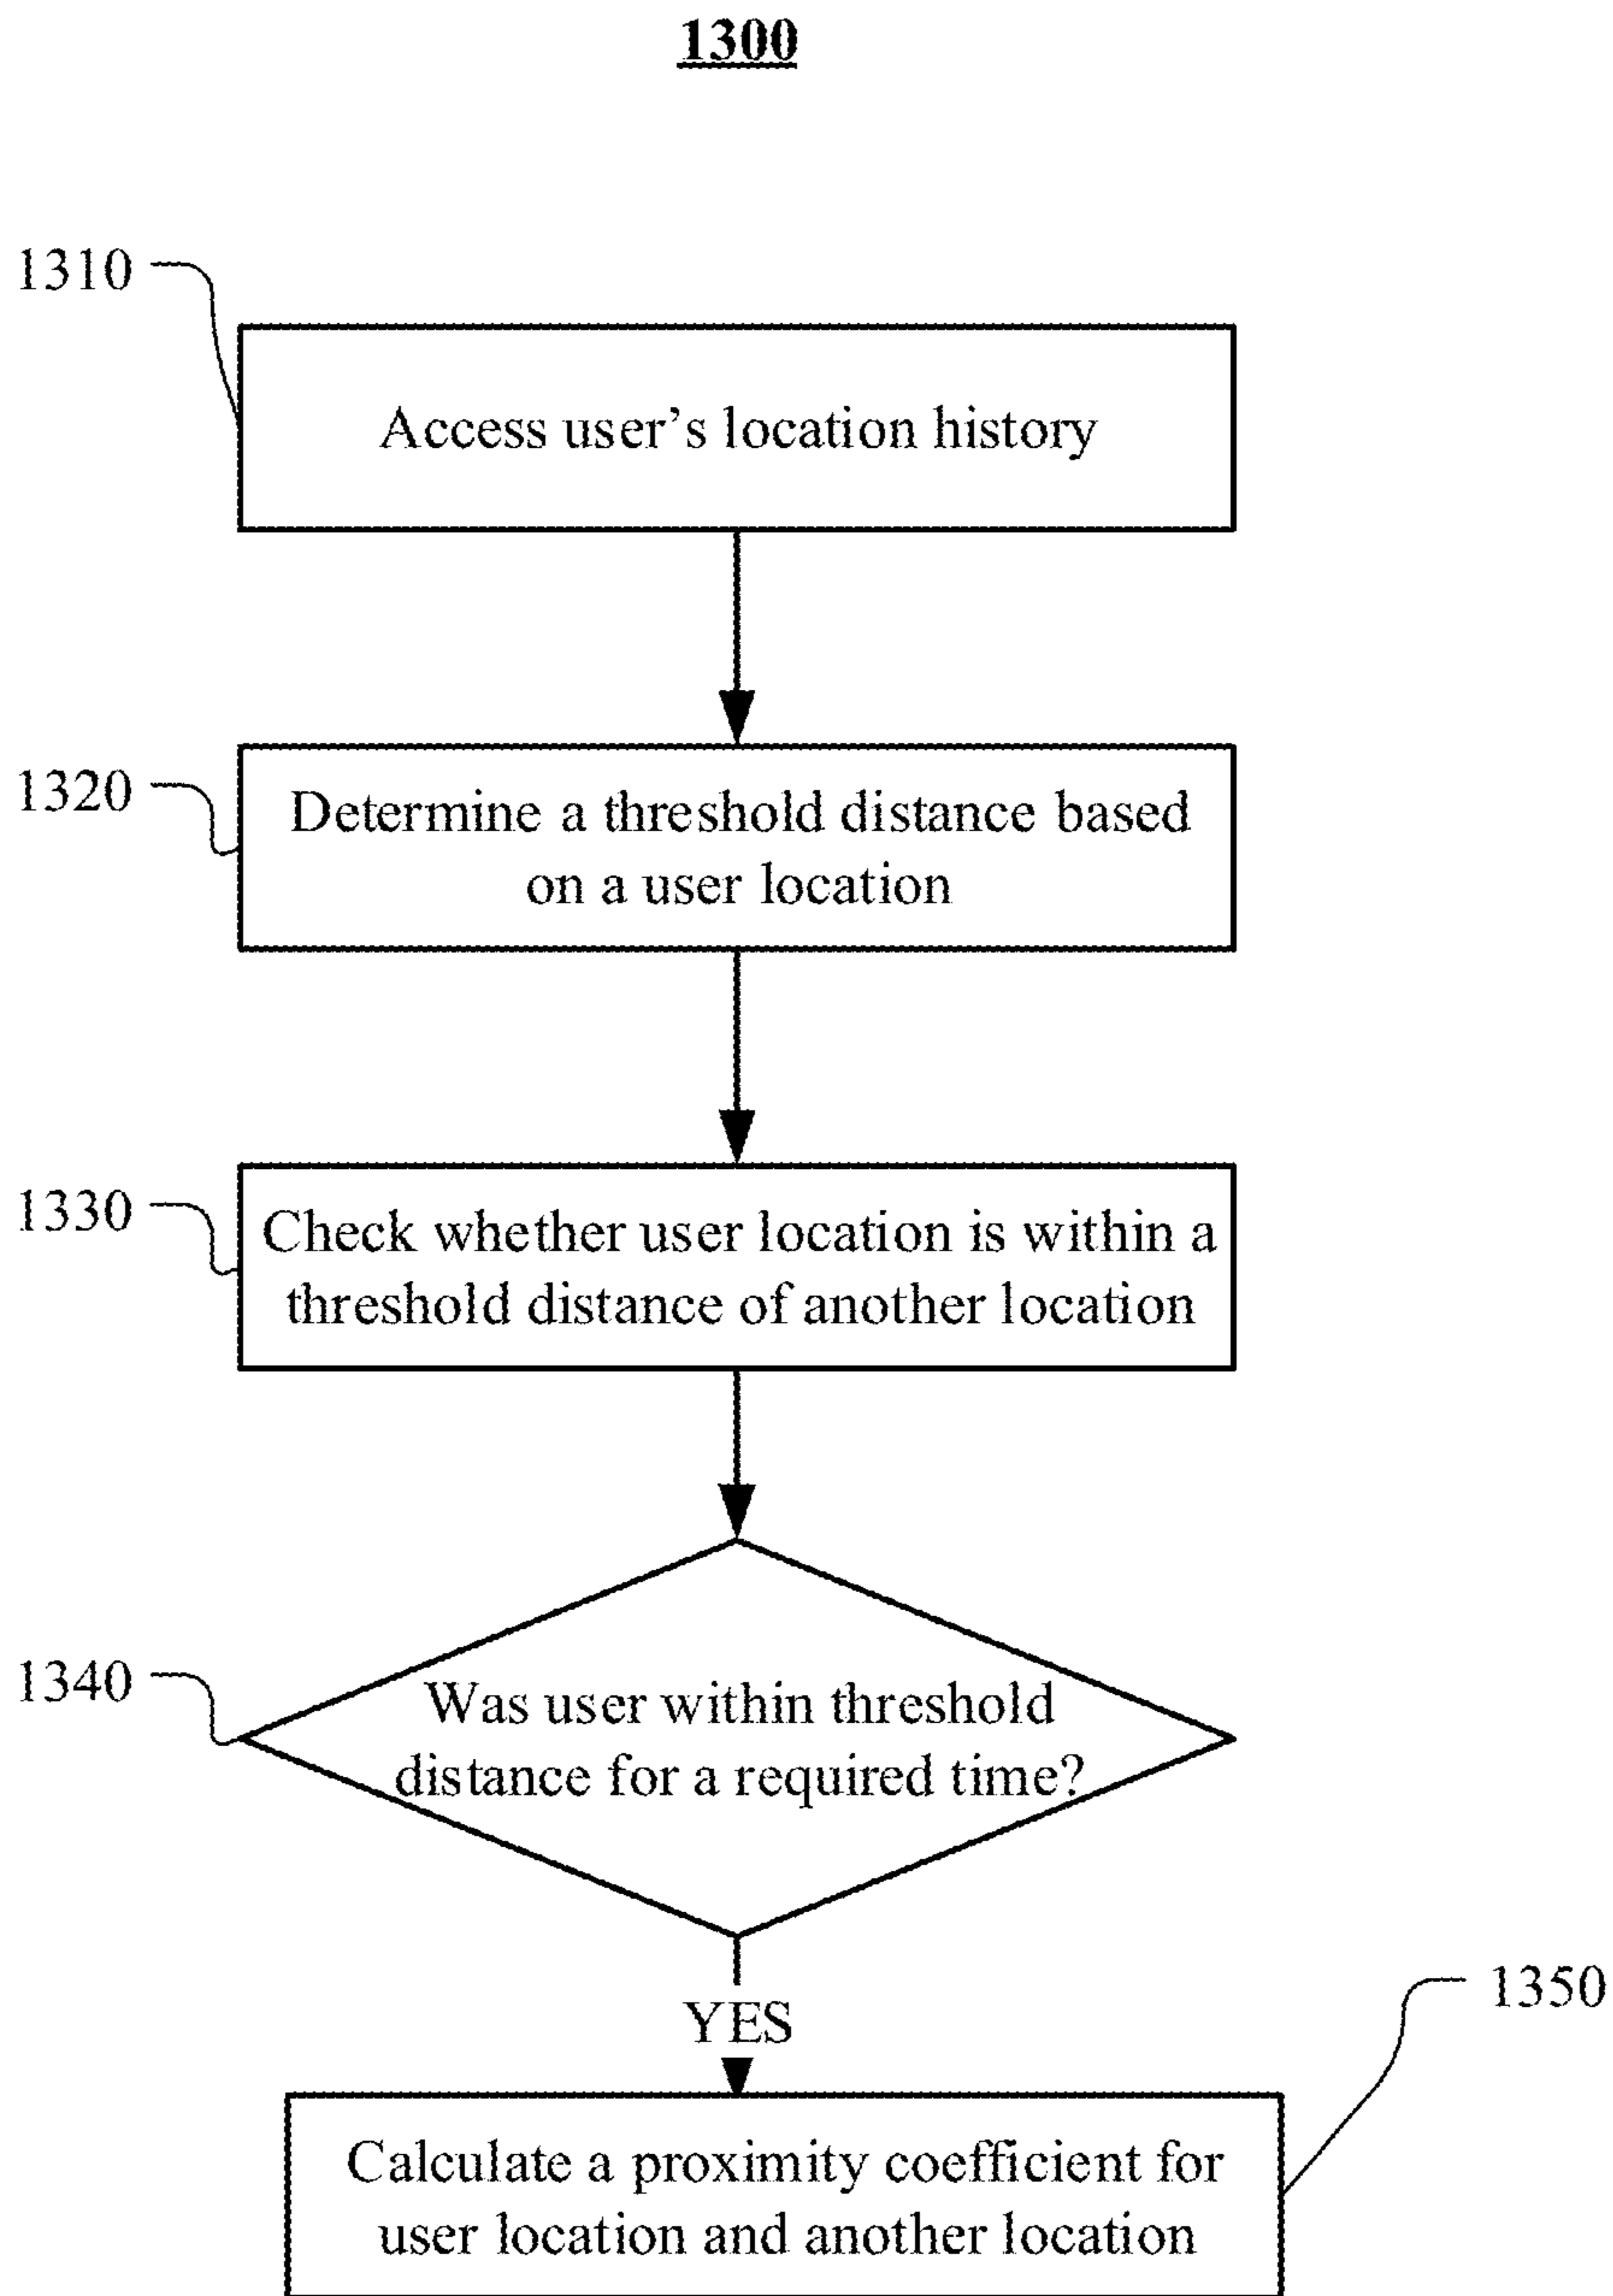 1300
1310
Access user's location history
1320
Determine a threshold distance based
on a user location
1330
Check whether user location is within a
threshold distance of another location
1340
Was user within threshold
distance for a required time?
YES
1350
Calculate a proximity coefficient for
user location and another location